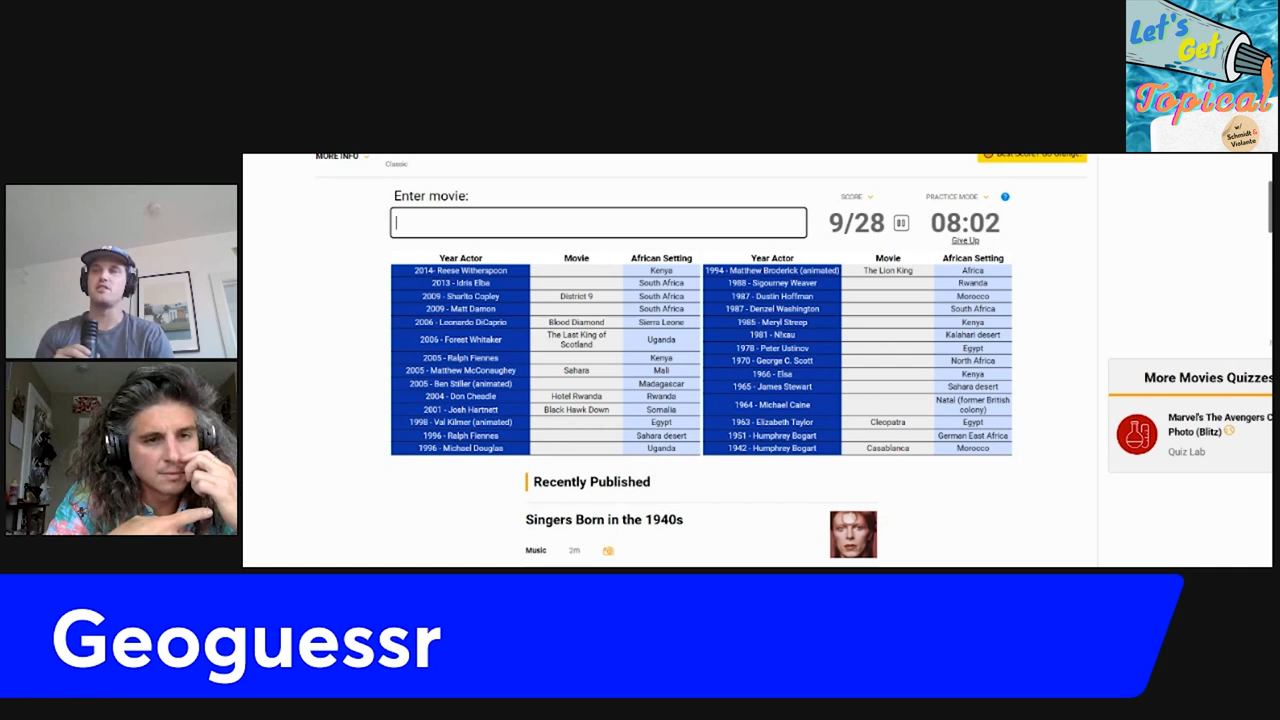 Let's
Get
Topical
w/
Schmidt &
Violante
MORE INFO
Classic
Enter movie:
SCORE
PRACTICE MODE
?
9/28
08:02
Give Up
Year Actor Movie African Setting
2014- Reese Witherspoon Kenya
2013 - Idris Elba South Africa
2009 - Sharlto Copley District 9 South Africa
2009 - Matt Damon South Africa
2006 - Leonardo DiCaprio Blood Diamond Sierra Leone
2006 - Forest Whitaker The Last King of Scotland Uganda
2005 - Ralph Fiennes Kenya
2005 - Matthew McConaughey Sahara Mali
2005 - Ben Stiller (animated) Madagascar
2004 - Don Cheadle Hotel Rwanda Rwanda
2001 - Josh Hartnett Black Hawk Down Somalia
1998 - Val Kilmer (animated) Egypt
1996 - Ralph Fiennes Sahara desert
1996 - Michael Douglas Uganda
Year Actor Movie African Setting
1994 - Matthew Broderick (animated) The Lion King Africa
1988 - Sigourney Weaver Rwanda
1987 - Dustin Hoffman Morocco
1987 - Denzel Washington South Africa
1985 - Meryl Streep Kenya
1981 - N!xau Kalahari desert
1978 - Peter Ustinov Egypt
1970 - George C. Scott North Africa
1966 - Elsa Kenya
1965 - James Stewart Sahara desert
1964 - Michael Caine Natal (former British colony)
1963 - Elizabeth Taylor Cleopatra Egypt
1951 - Humphrey Bogart German East Africa
1942 - Humphrey Bogart Casablanca Morocco
More Movies Quizzes
Marvel's The Avengers C
Photo (Blitz)
Quiz Lab
Recently Published
Singers Born in the 1940s
Music 2m
Geoguessr